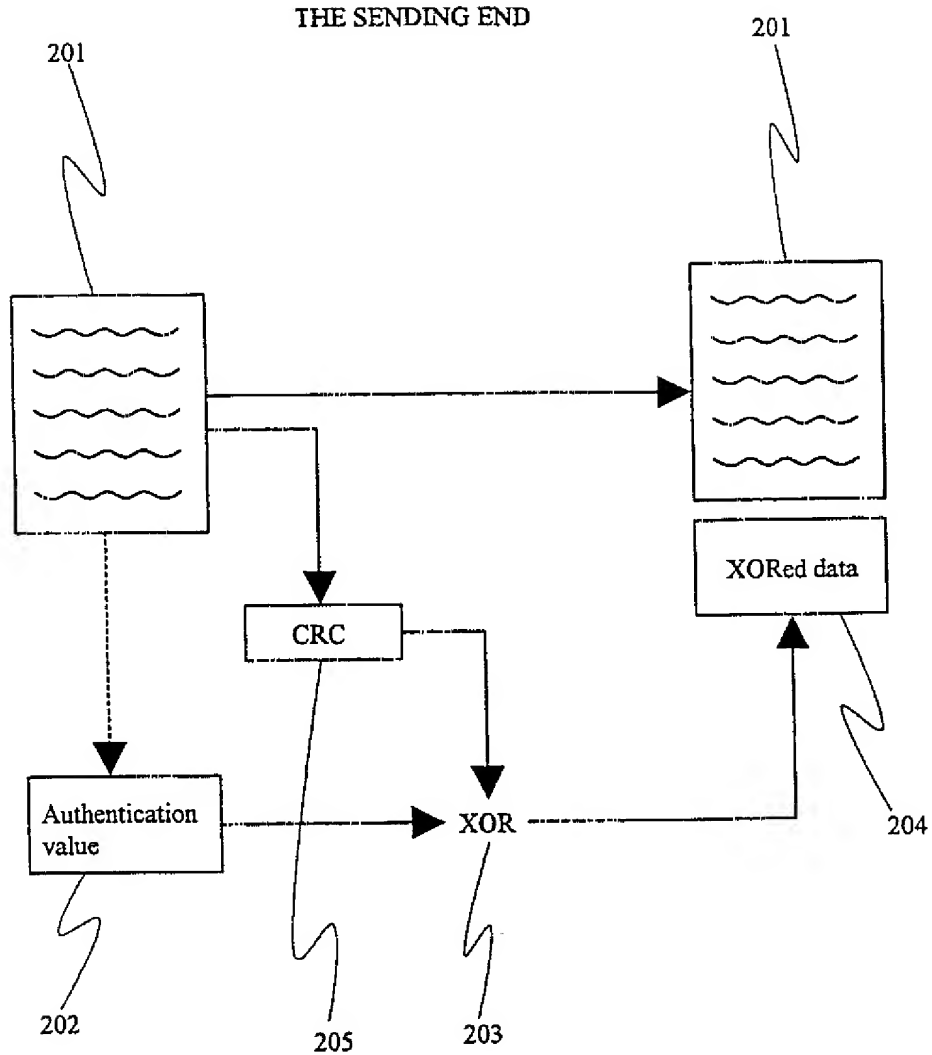 THE SENDING END
201
201
XORed data
CRC
Authentication
value
XOR
204
202
205
203